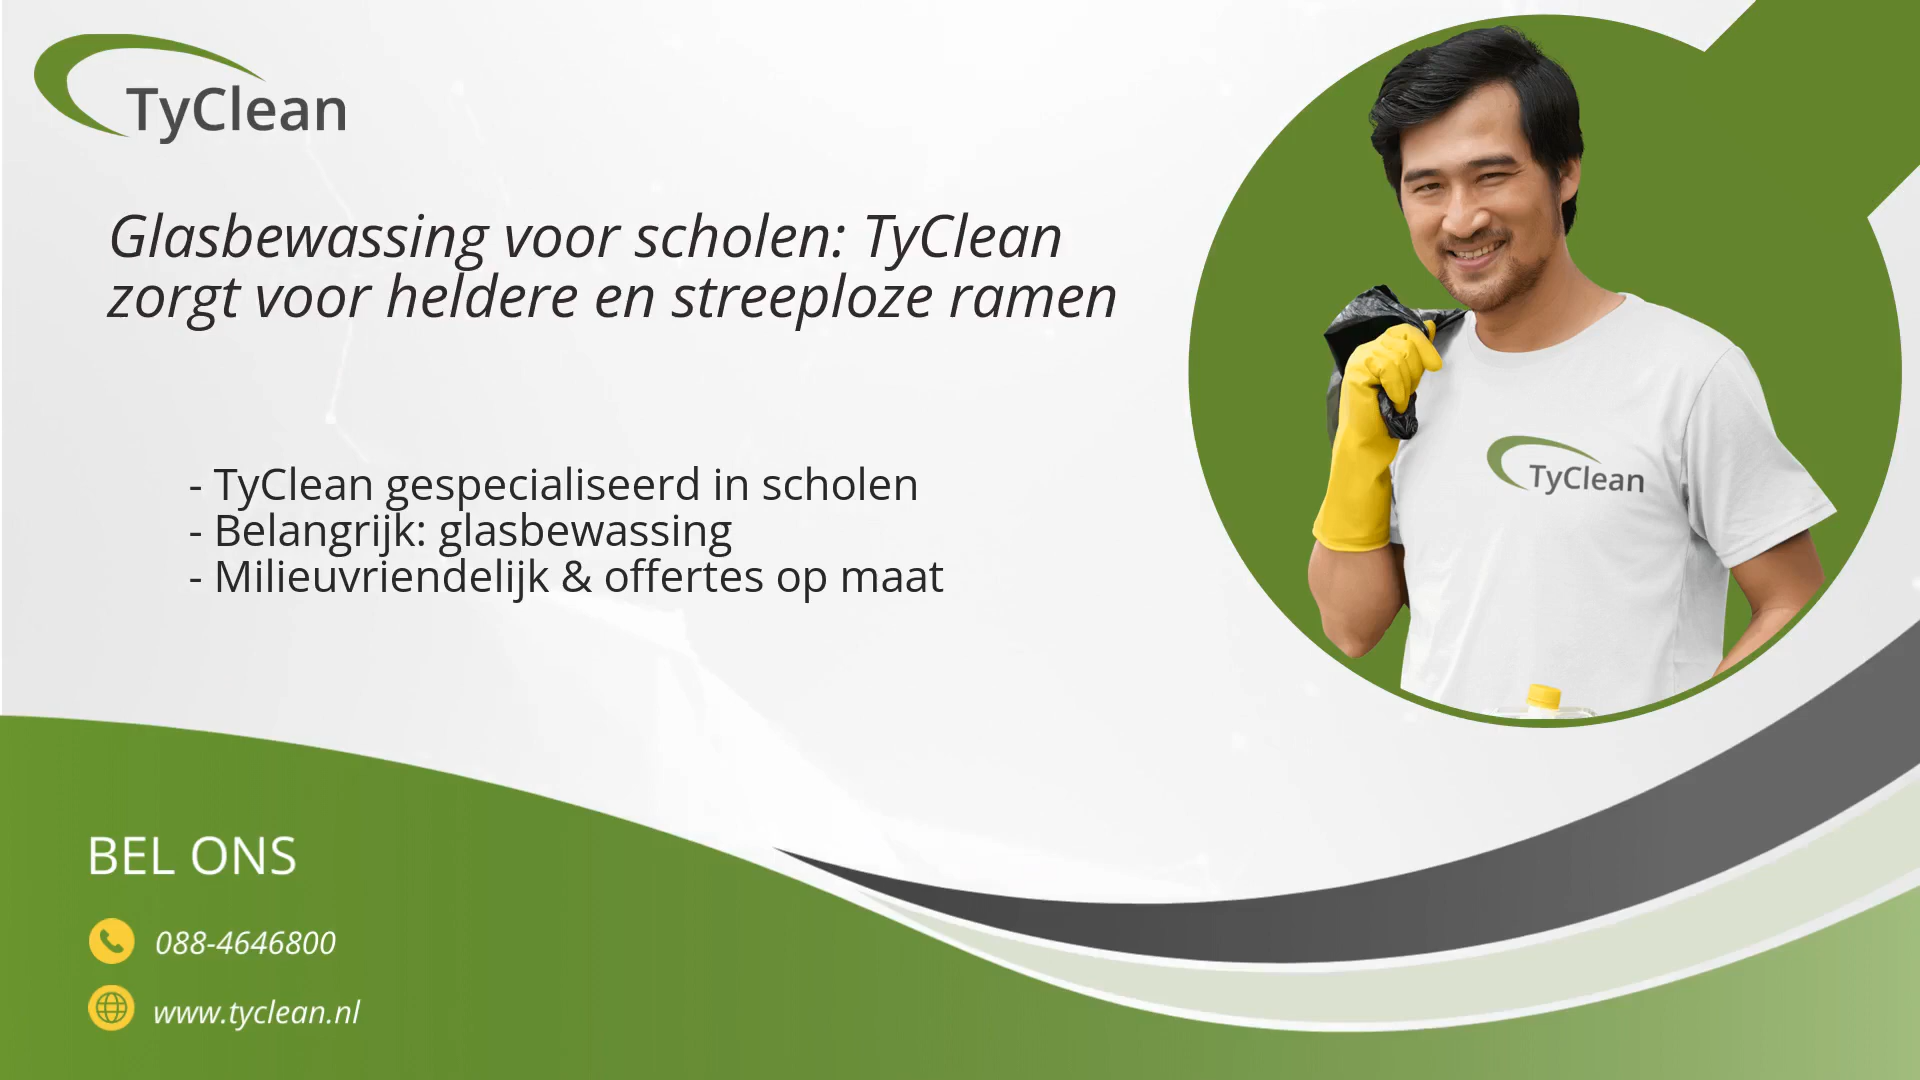 TyClean
Glasbewassing voor scholen: TyClean
zorgt voor heldere en streeploze ramen
- TyClean gespecialiseerd in scholen
- Belangrijk: glasbewassing
- Milieuvriendelijk & offertes op maat
TyClean
BEL ONS
088-4646800
www.tyclean.nl